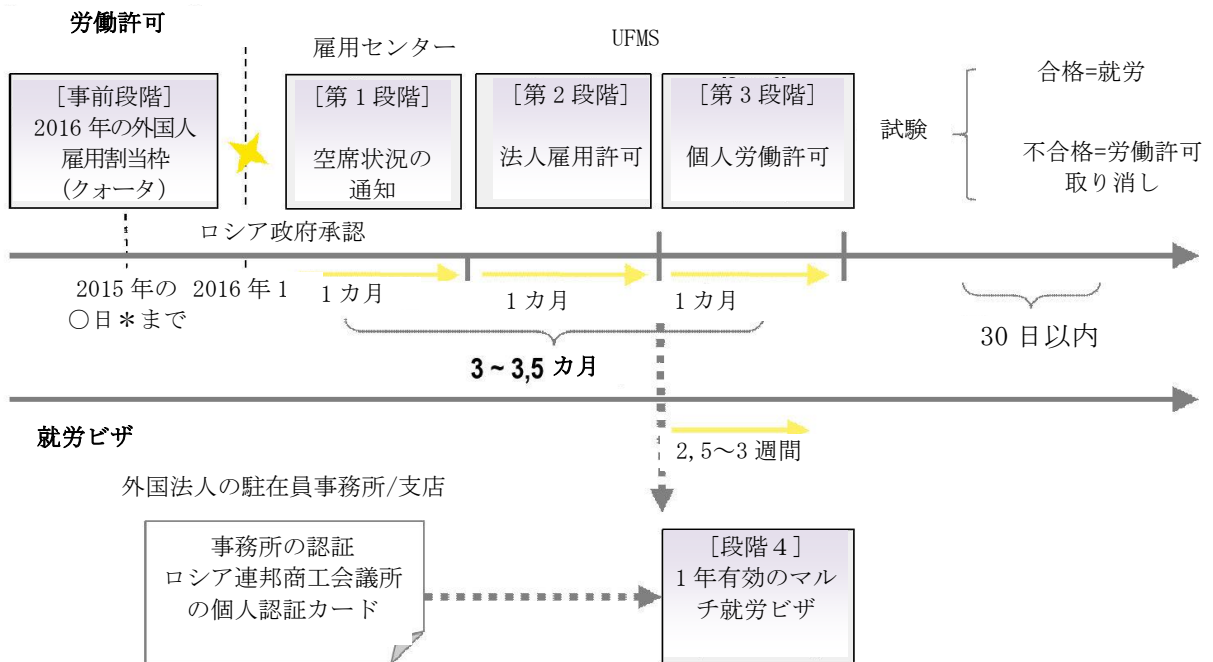 労働許可
雇用センター
UFMS
[事前段階]
2016 年の外国人
雇用割当枠
(クォータ)
[第1段階]
空席状況の
通知
[第2段階]
法人雇用許可
[第3段階]
個人労働許可
試験
合格=就労
不合格=労働許可
取り消し
ロシア政府承認
2015 年の
〇日＊まで
2016 年 1
1 カ月
1 カ月
1 カ月
30 日以内
3 ~ 3,5 カ月
就労ビザ
2,5～3 週間
外国法人の駐在員事務所/支店
事務所の認証
ロシア連邦商工会議所
の個人認証カード
[段階４]
1 年有効のマル
チ就労ビザ